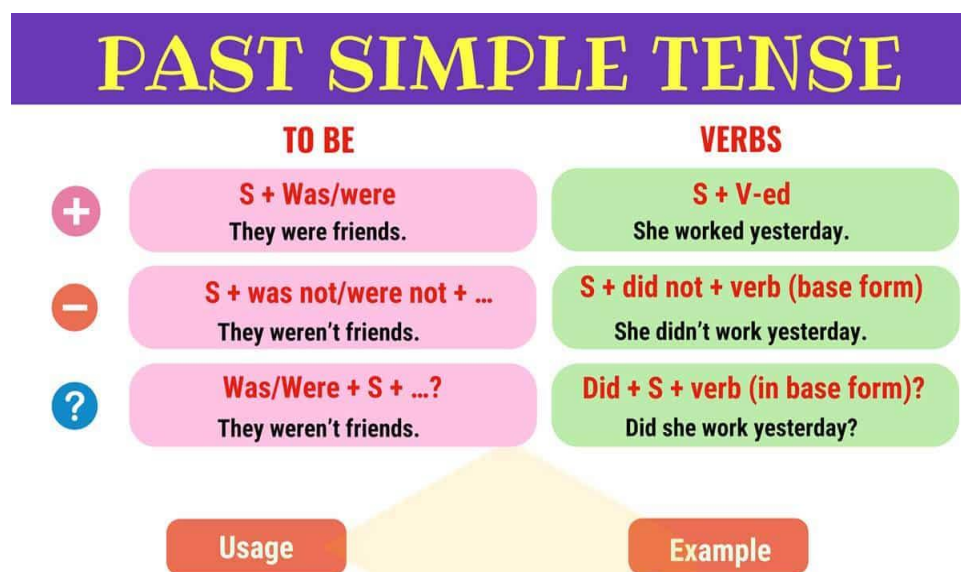 PAST SIMPLE TENSE
TO BE
VERBS
+
S + Was/were
They were friends.
S + V-ed
She worked yesterday.
−
S + was not/were not + ...
They weren't friends.
S + did not + verb (base form)
She didn't work yesterday.
?
Was/Were + S + ...?
They weren't friends.
Did + S + verb (in base form)?
Did she work yesterday?
Usage
Example